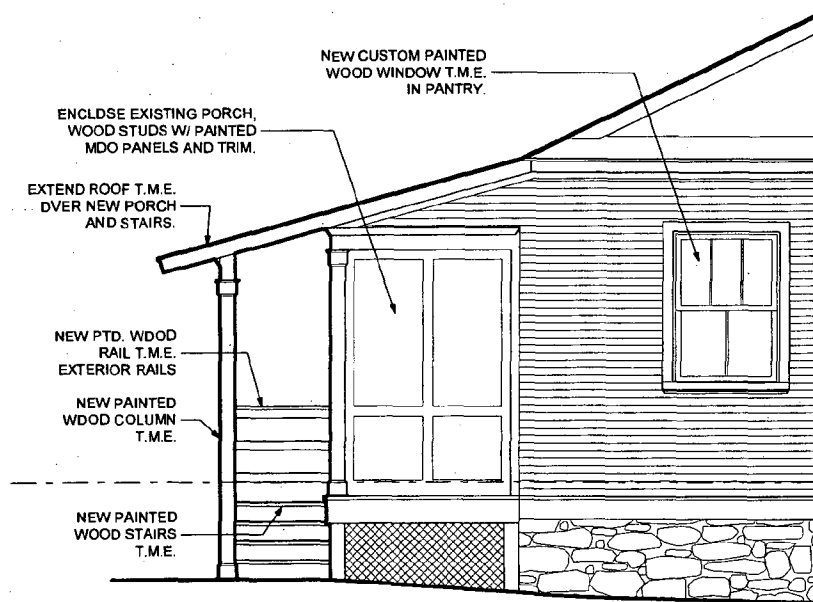 NEW CUSTOM PAINTED
WOOD WINDOW T.M.E.
IN PANTRY.
ENCLDSE EXISTING PORCH,
WOOD STUDS W/ PAINTED
MDO PANELS AND TRIM.
EXTEND ROOF T.M.E.
DVER NEW PORCH
AND STAIRS.
NEW PTD. WDOD
RAIL T.M.E.
EXTERIOR RAILS
NEW PAINTED
WDOD COLUMN
T.M.E.
NEW PAINTED
WOOD STAIRS
T.M.E.